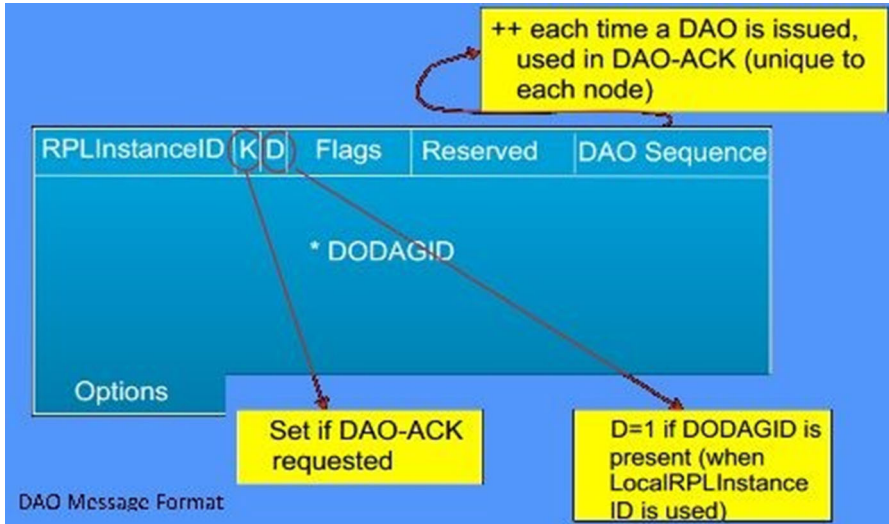 ++ each time a DAO is issued,
used in DAO-ACK (unique to
each node)
RPLInstanceID K D Flags Reserved DAO Sequence
* DODAGID
Options
Set if DAO-ACK
requested
D=1 if DODAGID is
present (when
LocalRPLInstance
ID is used)
DAO Message Format